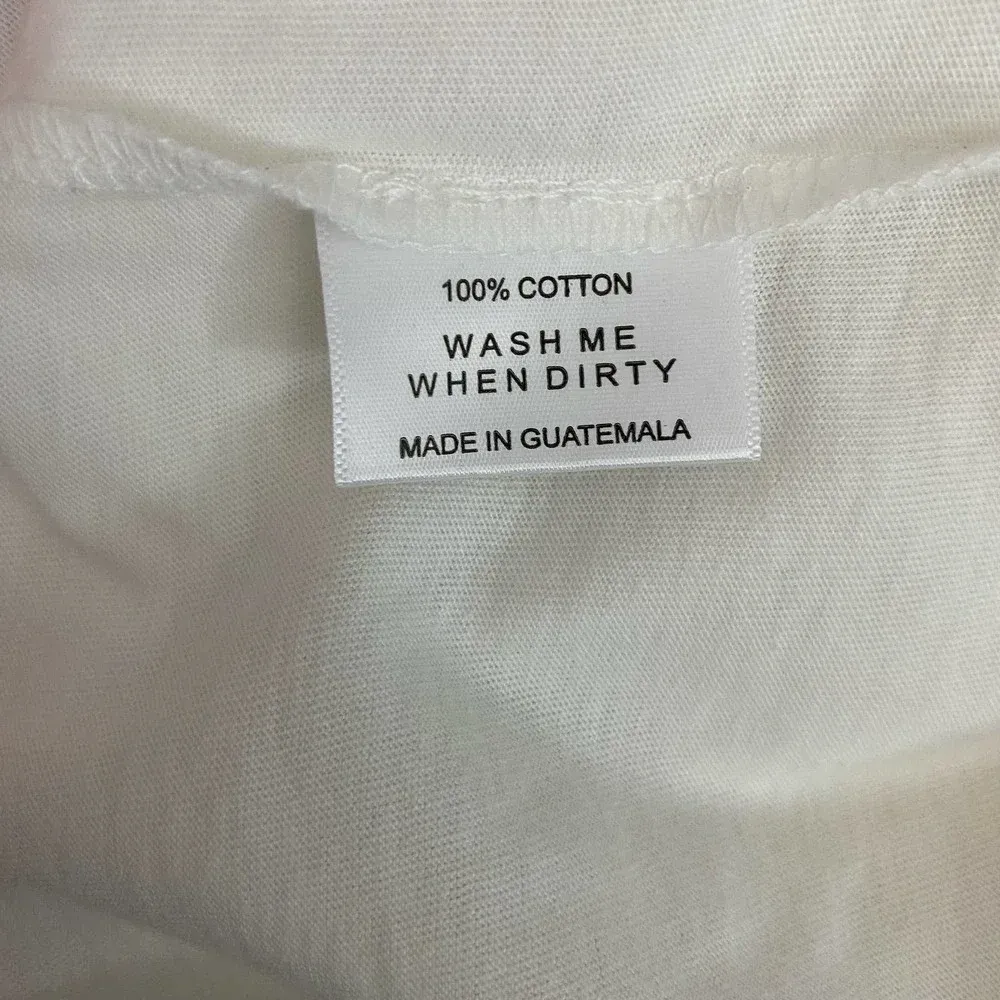 100% COTTON
WASH ME
WHEN DIRTY
MADE IN GUATEMALA